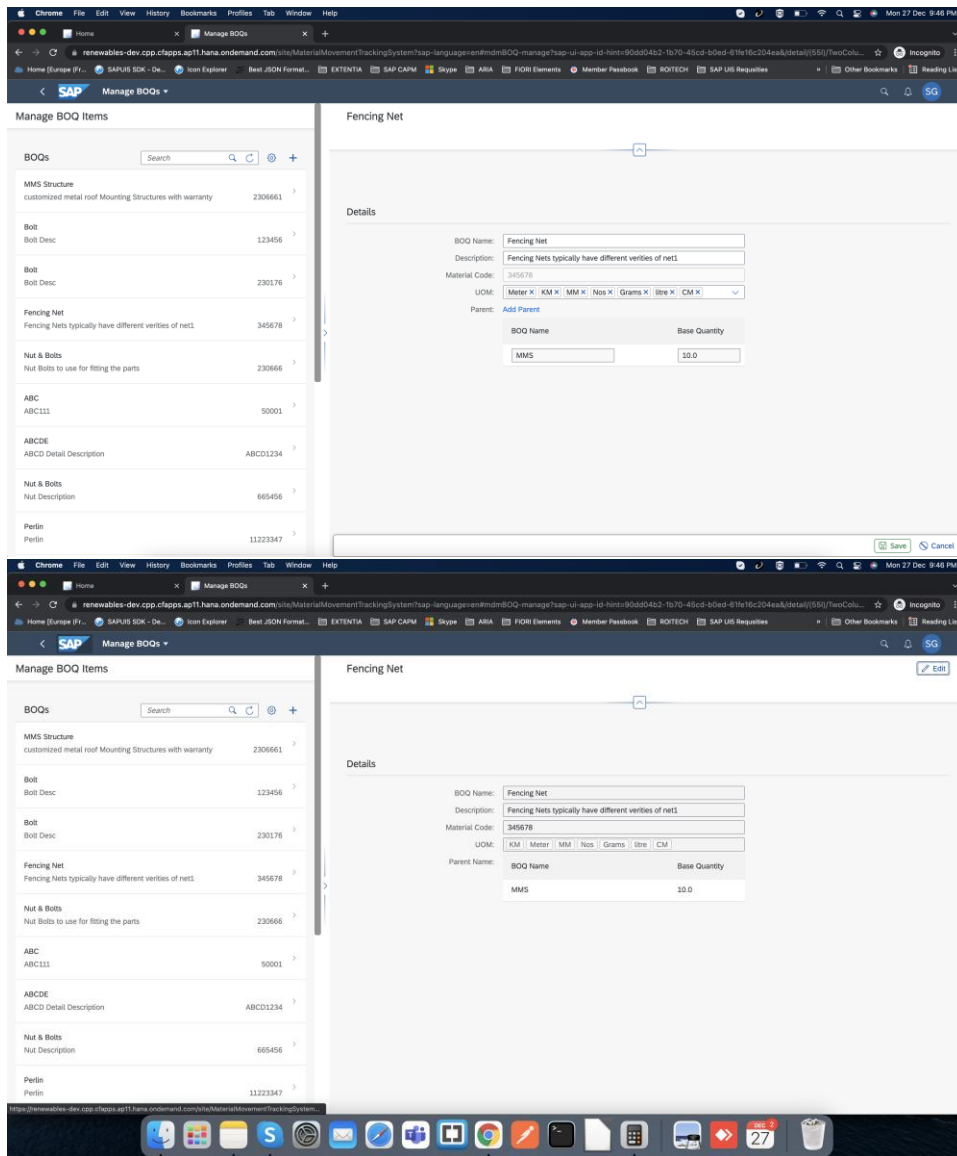 Chrome File Edit View History Bookmarks Profiles Tab Window Help
Mon 27 Dec 9:46 PM
Home
Manage BOQs
renewables-dev.cpp.cfapps.ap11.hana.ondemand.com/site/MaterialMovementTrackingSystem?sap-language=en#mdmBOQ-manage?sap-ui-app-id-hint=90dd04b2-1b70-45cd-b0ed-61fe16c204ea&/detail/(55l)/TwoColu...
Incognito
Home [Europe (Fr... SAPUI5 SDK - De... Icon Explorer Best JSON Format... EXTENTIA SAP CAPM Skype ARIA FIORI Elements Member Passbook ROITECH SAP UI5 Requsities » Other Bookmarks Reading Lis
SAP Manage BOQs SG
Manage BOQ Items
Fencing Net
BOQs Search
MMS Structure
customized metal roof Mounting Structures with warranty 2306661
Bolt
Bolt Desc 123456
Bolt
Bolt Desc 230176
Fencing Net
Fencing Nets typically have different verities of net1 345678
Nut & Bolts
Nut Bolts to use for fitting the parts 230666
ABC
ABC111 50001
ABCDE
ABCD Detail Description ABCD1234
Nut & Bolts
Nut Description 665456
Perlin
Perlin 11223347
Details
BOQ Name: Fencing Net
Description: Fencing Nets typically have different verities of net1
Material Code: 345678
UOM: Meter KM MM Nos Grams litre CM
Parent: Add Parent
BOQ Name Base Quantity
MMS 10.0
Save Cancel
Chrome File Edit View History Bookmarks Profiles Tab Window Help
Mon 27 Dec 9:46 PM
Home
Manage BOQs
renewables-dev.cpp.cfapps.ap11.hana.ondemand.com/site/MaterialMovementTrackingSystem?sap-language=en#mdmBOQ-manage?sap-ui-app-id-hint=90dd04b2-1b70-45cd-b0ed-61fe16c204ea&/detail/(55l)/TwoColu...
Incognito
Home [Europe (Fr... SAPUI5 SDK - De... Icon Explorer Best JSON Format... EXTENTIA SAP CAPM Skype ARIA FIORI Elements Member Passbook ROITECH SAP UI5 Requsities » Other Bookmarks Reading Lis
SAP Manage BOQs SG
Manage BOQ Items
Fencing Net
Edit
BOQs Search
MMS Structure
customized metal roof Mounting Structures with warranty 2306661
Bolt
Bolt Desc 123456
Bolt
Bolt Desc 230176
Fencing Net
Fencing Nets typically have different verities of net1 345678
Nut & Bolts
Nut Bolts to use for fitting the parts 230666
ABC
ABC111 50001
ABCDE
ABCD Detail Description ABCD1234
Nut & Bolts
Nut Description 665456
Perlin
Perlin 11223347
Details
BOQ Name: Fencing Net
Description: Fencing Nets typically have different verities of net1
Material Code: 345678
UOM: KM Meter MM Nos Grams litre CM
Parent Name: BOQ Name Base Quantity
MMS 10.0
https://renewables-dev.cpp.cfapps.ap11.hana.ondemand.com/site/MaterialMovementTrackingSystem...
DEC 2
27